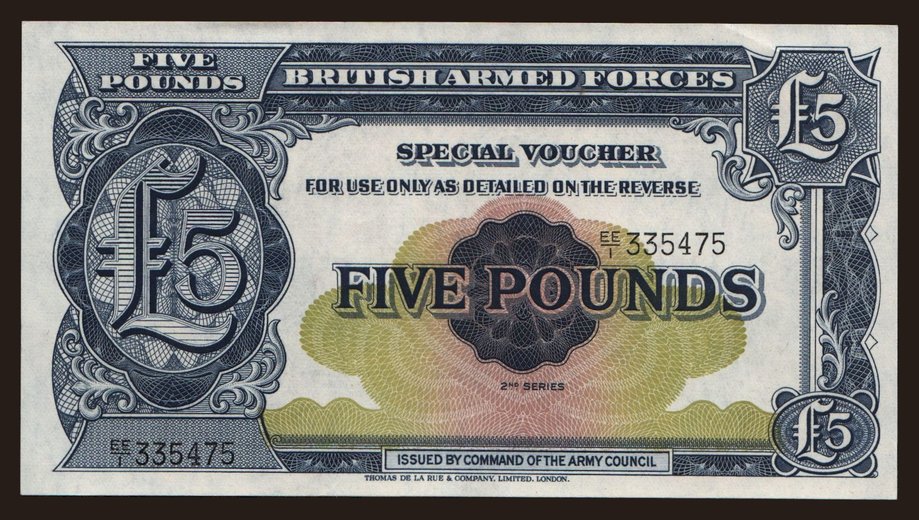 FIVE
POUNDS
BRITISH ARMED FORCES
£5
SPECIAL VOUCHER
FOR USE ONLY AS DETAILED ON THE REVERSE
£5
EE/1 335475
FIVE POUNDS
2ND SERIES
EE/1 335475
£5
ISSUED BY COMMAND OF THE ARMY COUNCIL
THOMAS DE LA RUE & COMPANY, LIMITED, LONDON.